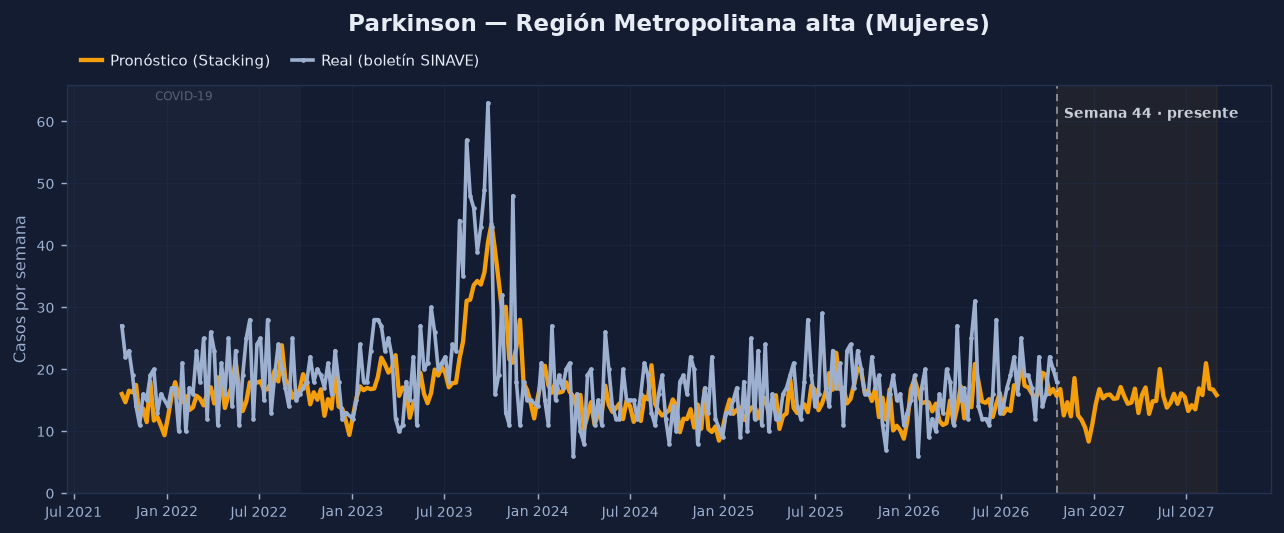 Parkinson — Región Metropolitana alta (Mujeres)
Pronóstico (Stacking)
Real (boletín SINAVE)
COVID-19
Semana 44 · presente
Casos por semana
60
50
40
30
20
10
0
Jul 2021
Jan 2022
Jul 2022
Jan 2023
Jul 2023
Jan 2024
Jul 2024
Jan 2025
Jul 2025
Jan 2026
Jul 2026
Jan 2027
Jul 2027